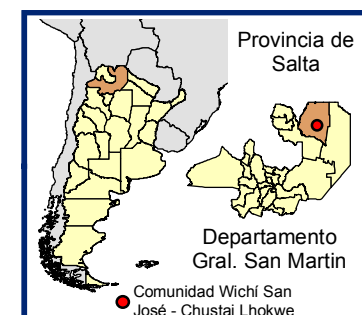 Provincia de
Salta
Departamento
Gral. San Martin
Comunidad Wichí San
José - Chustaj Lhokwe